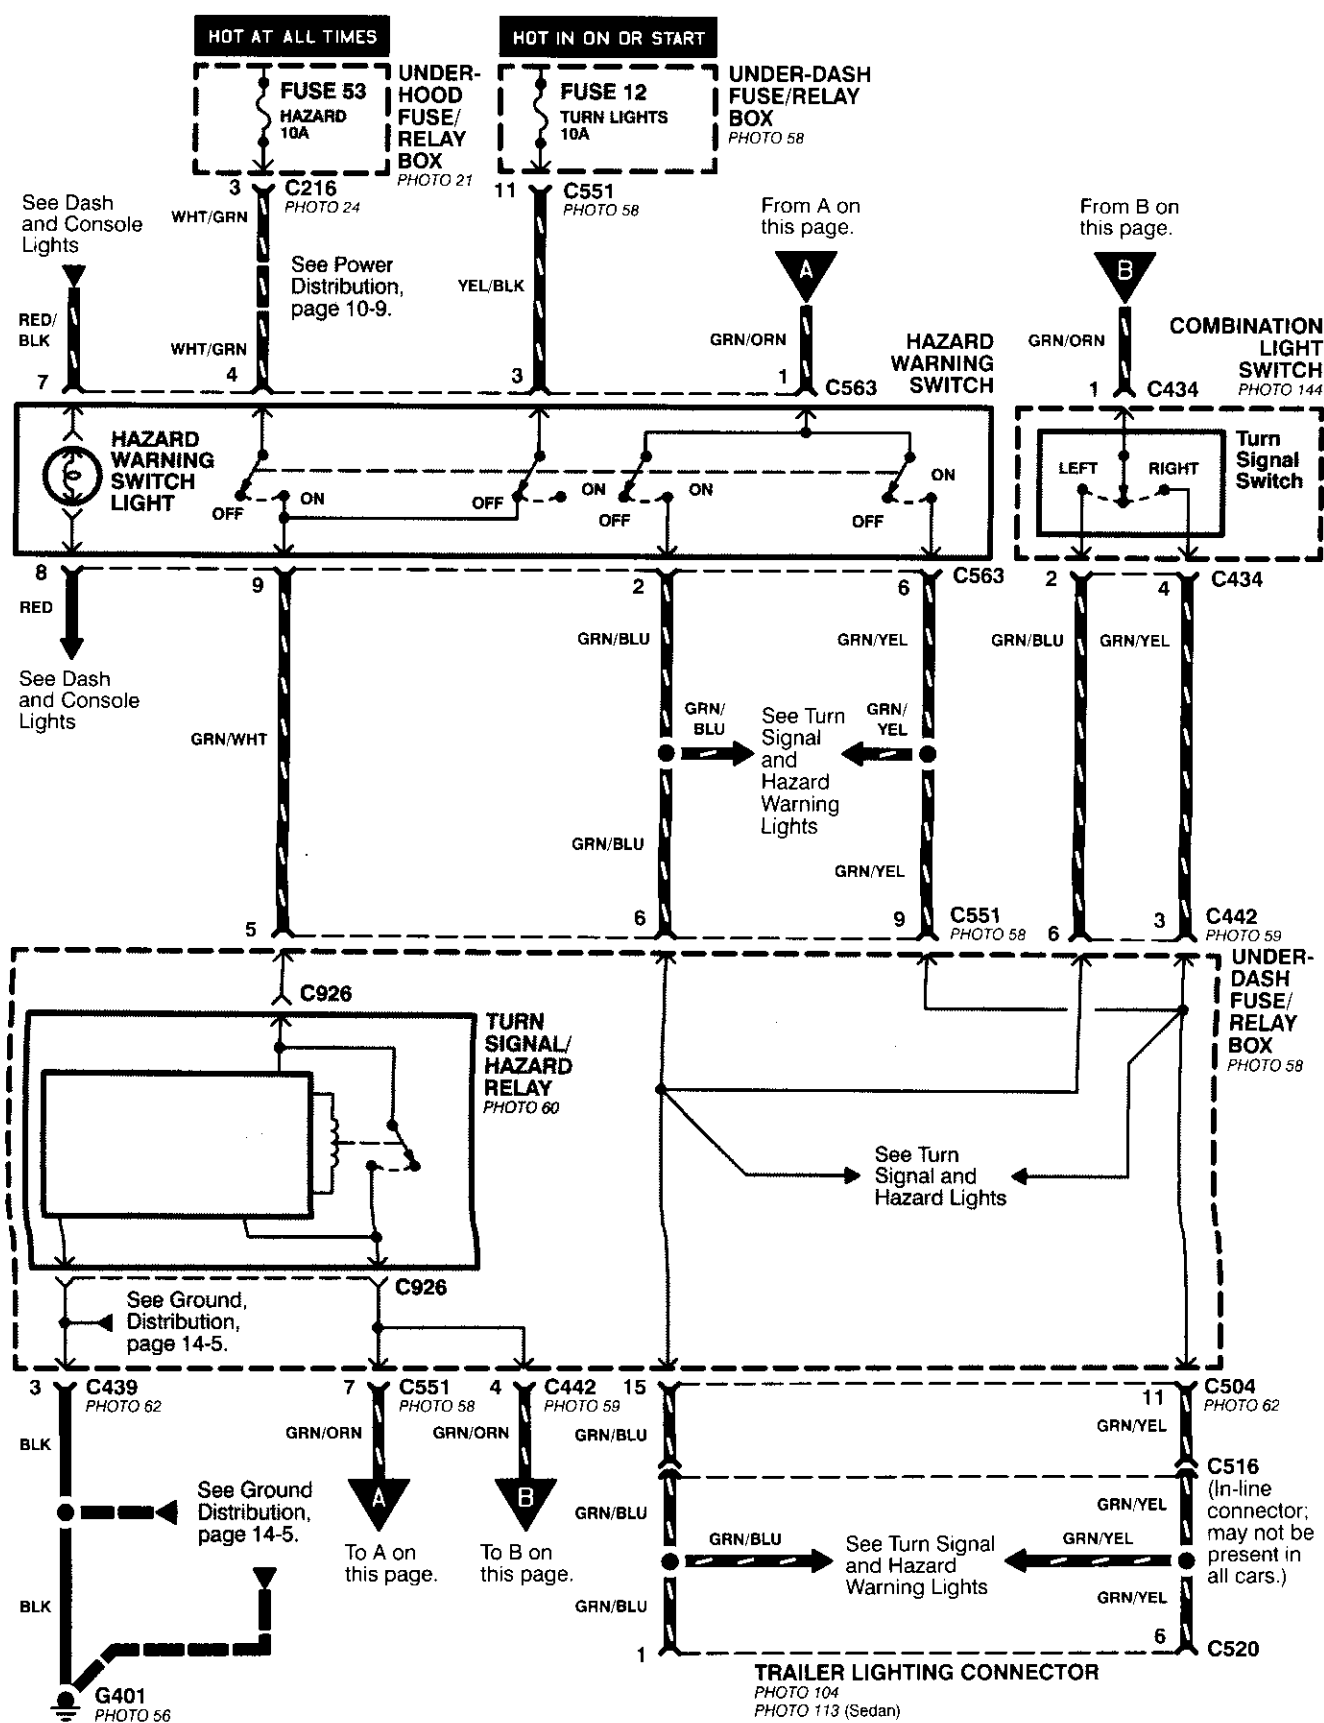 HOT AT ALL TIMES
HOT IN ON OR START
FUSE 53
HAZARD
10A
UNDER-
HOOD
FUSE/
RELAY
BOX
PHOTO 21
FUSE 12
TURN LIGHTS
10A
UNDER-DASH
FUSE/RELAY
BOX
PHOTO 58
See Dash
and Console
Lights
3
C216
PHOTO 24
WHT/GRN
11
C551
PHOTO 58
From A on
this page.
From B on
this page.
See Power
Distribution,
page 10-9.
YEL/BLK
A
B
RED/
BLK
WHT/GRN
GRN/ORN
GRN/ORN
HAZARD
WARNING
SWITCH
COMBINATION
LIGHT
SWITCH
PHOTO 144
7
4
3
1
C563
1
C434
HAZARD
WARNING
SWITCH
LIGHT
OFF
ON
OFF
ON
OFF
ON
OFF
ON
LEFT
RIGHT
Turn
Signal
Switch
8
9
2
6
C563
2
4
C434
RED
GRN/BLU
GRN/YEL
GRN/BLU
GRN/YEL
See Dash
and Console
Lights
GRN/WHT
GRN/
BLU
See Turn
Signal
and
Hazard
Warning
Lights
GRN/
YEL
GRN/BLU
GRN/YEL
5
6
9
C551
PHOTO 58
6
3
C442
PHOTO 59
UNDER-
DASH
FUSE/
RELAY
BOX
PHOTO 58
C926
TURN
SIGNAL/
HAZARD
RELAY
PHOTO 60
See Turn
Signal and
Hazard Lights
C926
See Ground,
Distribution,
page 14-5.
3
C439
PHOTO 62
7
C551
PHOTO 58
4
C442
PHOTO 59
15
11
C504
PHOTO 62
BLK
GRN/ORN
GRN/ORN
GRN/BLU
GRN/YEL
See Ground
Distribution,
page 14-5.
A
B
C516
(In-line
connector;
may not be
present in
all cars.)
GRN/BLU
GRN/YEL
To A on
this page.
To B on
this page.
GRN/BLU
See Turn Signal
and Hazard
Warning Lights
GRN/YEL
BLK
GRN/BLU
GRN/YEL
1
6
C520
TRAILER LIGHTING CONNECTOR
PHOTO 104
PHOTO 113 (Sedan)
G401
PHOTO 56